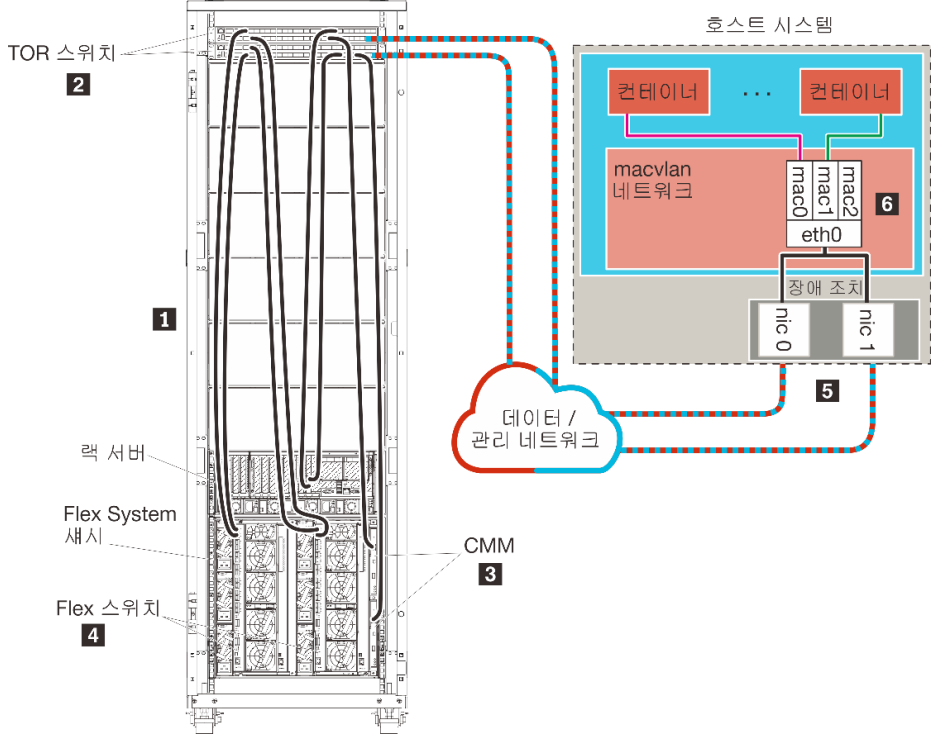 호스트 시스템
TOR 스위치
2
컨테이너
...
컨테이너
macvlan
네트워크
mac0
mac1
mac2
6
eth0
장애 조치
1
nic 0
nic 1
5
데이터 /
관리 네트워크
랙 서버
Flex System
섀시
CMM
3
Flex 스위치
4